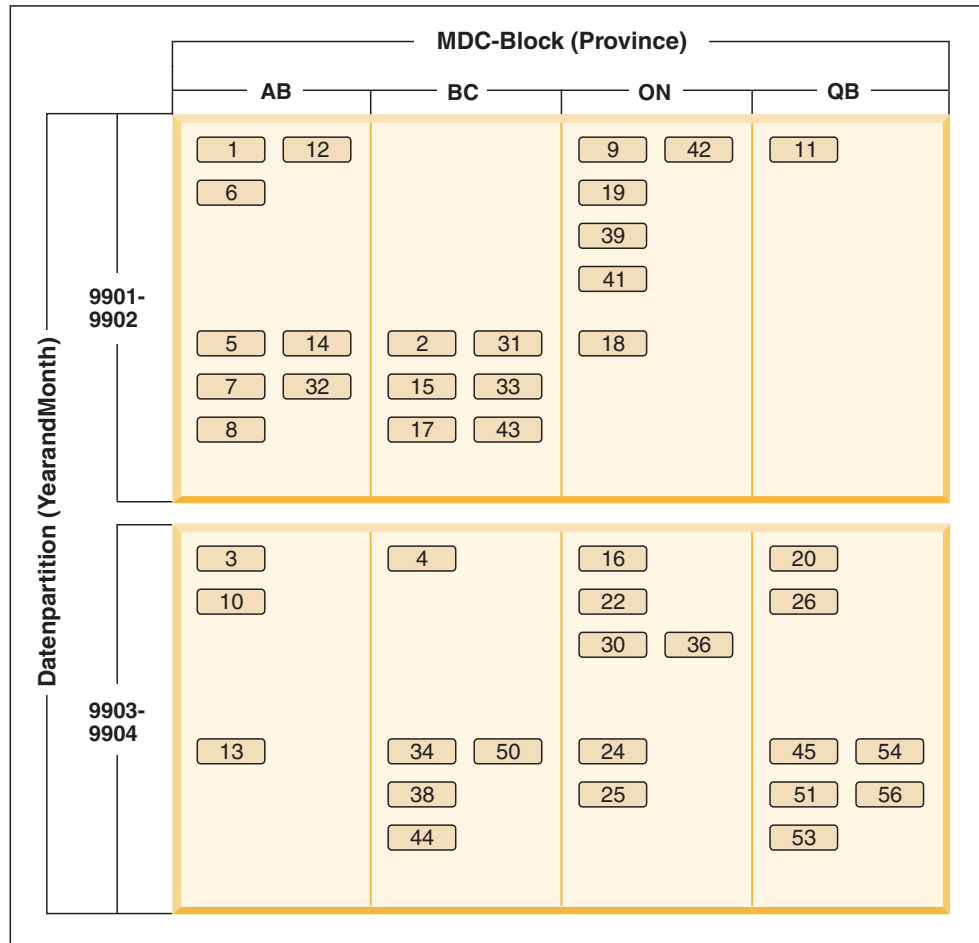 MDC-Block (Province)
AB BC ON QB
Datenpartition (YearandMonth)
9901-
9902
1 12 9 42 11
6 19
39
41
5 14 2 31 18
7 32 15 33
8 17 43
9903-
9904
3 4 16 20
10 22 26
30 36
13 34 50 24 45 54
38 25 51 56
44 53